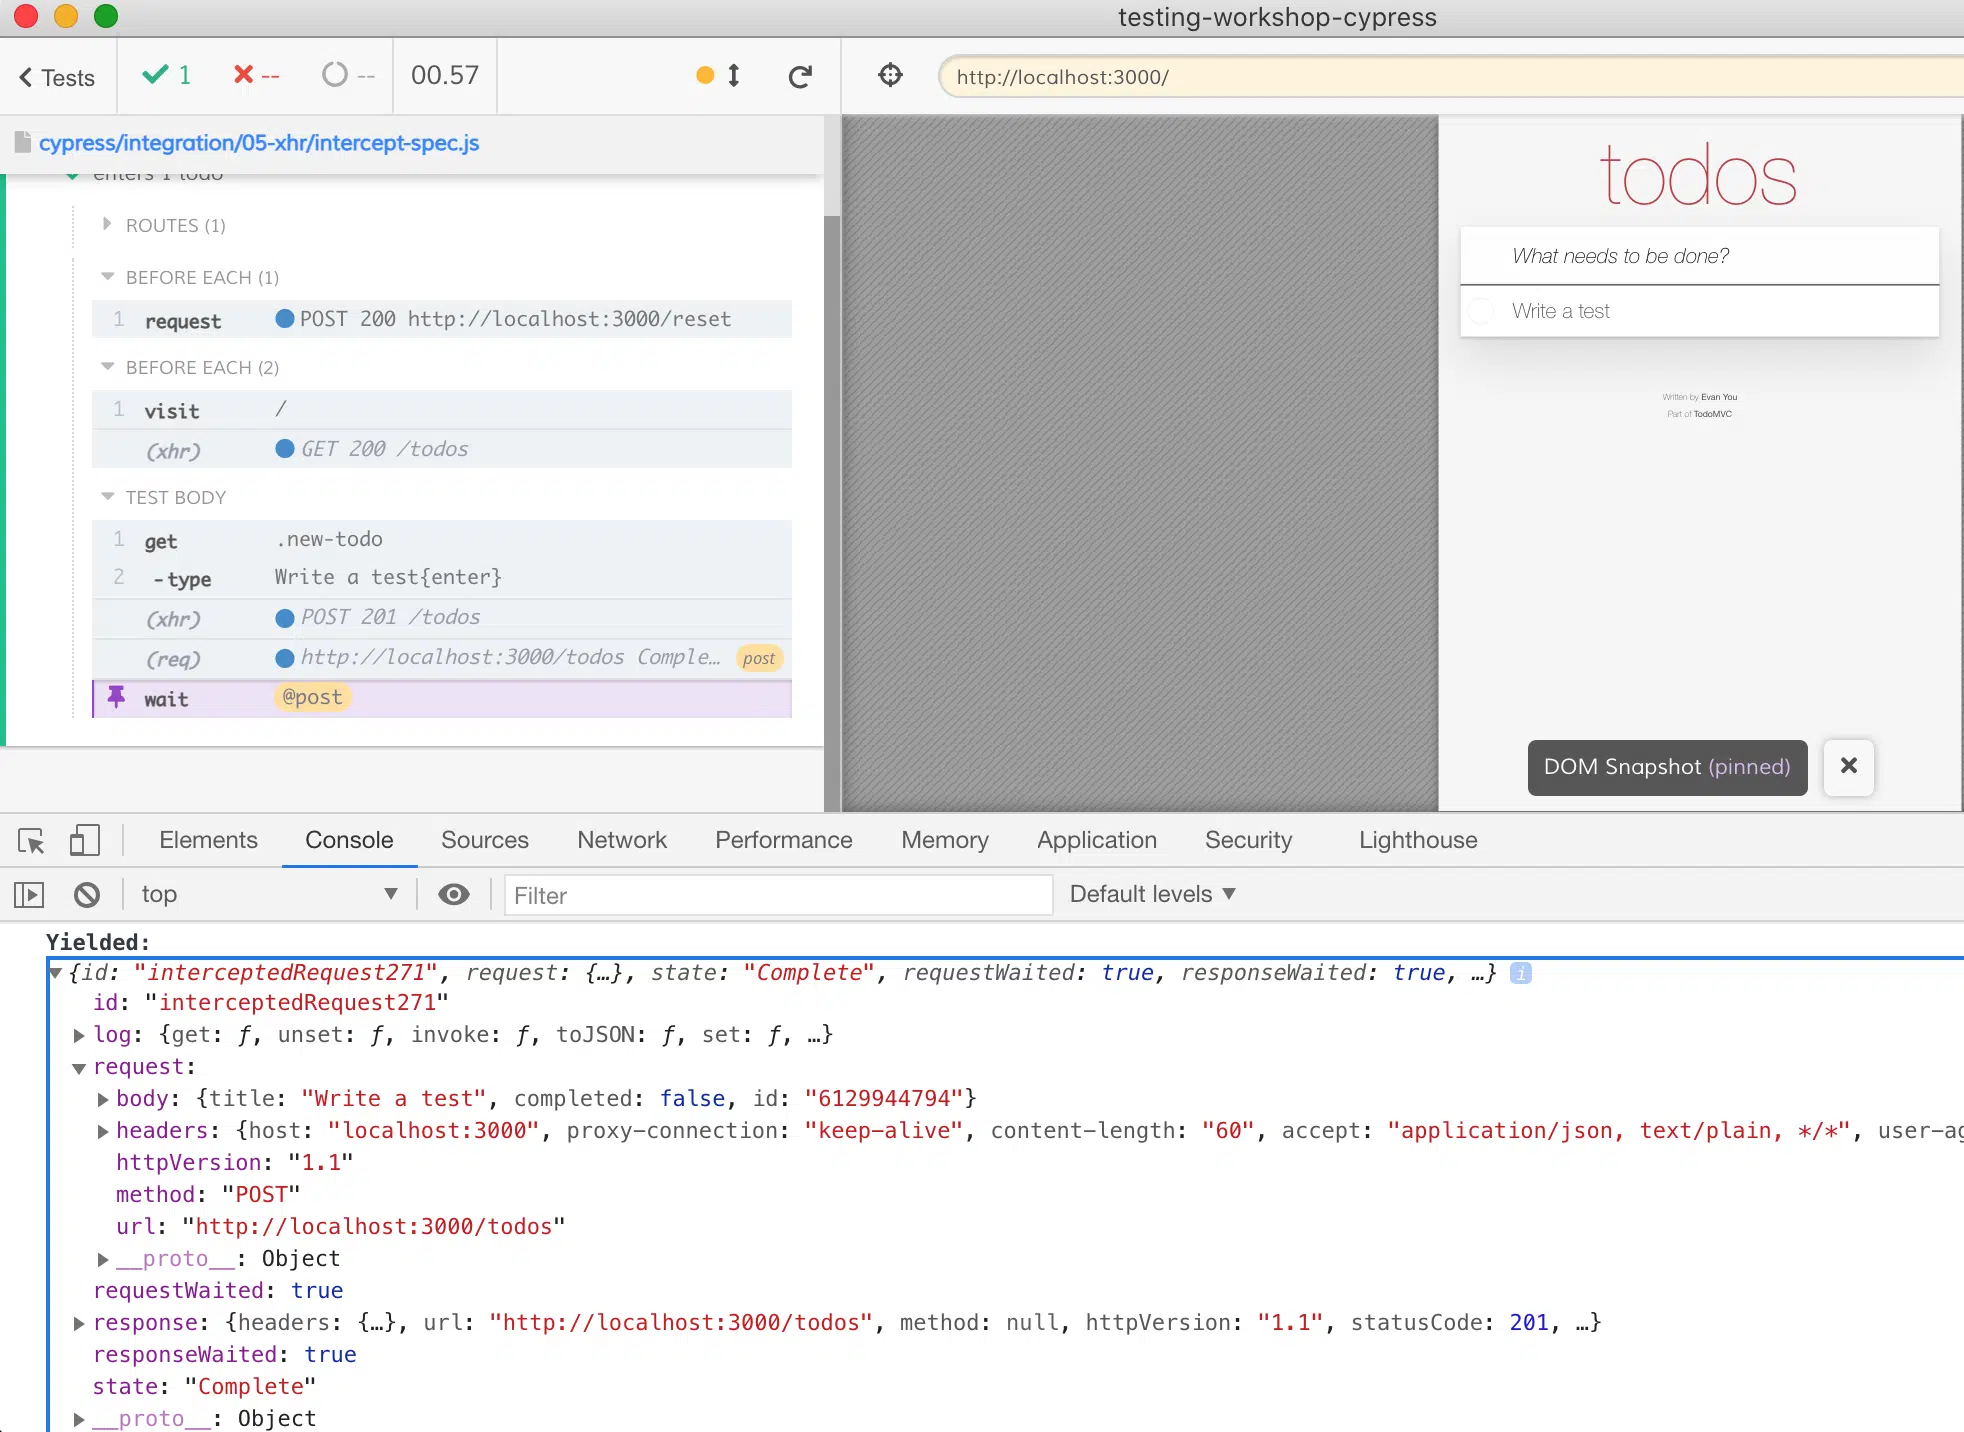 testing-workshop-cypress
Tests 1 -- -- 00.57
http://localhost:3000/
cypress/integration/05-xhr/intercept-spec.js
enters 1 todo
ROUTES (1)
BEFORE EACH (1)
1 request POST 200 http://localhost:3000/reset
BEFORE EACH (2)
1 visit /
(xhr) GET 200 /todos
TEST BODY
1 get .new-todo
2 -type Write a test{enter}
(xhr) POST 201 /todos
(req) http://localhost:3000/todos Comple… post
wait @post
todos
What needs to be done?
Write a test
Written by Evan You
Part of TodoMVC
DOM Snapshot (pinned)
Elements Console Sources Network Performance Memory Application Security Lighthouse
top Filter Default levels
Yielded:
{id: "interceptedRequest271", request: {…}, state: "Complete", requestWaited: true, responseWaited: true, …} i
id: "interceptedRequest271"
log: {get: ƒ, unset: ƒ, invoke: ƒ, toJSON: ƒ, set: ƒ, …}
request:
body: {title: "Write a test", completed: false, id: "6129944794"}
headers: {host: "localhost:3000", proxy-connection: "keep-alive", content-length: "60", accept: "application/json, text/plain, */*", user-ag
httpVersion: "1.1"
method: "POST"
url: "http://localhost:3000/todos"
__proto__: Object
requestWaited: true
response: {headers: {…}, url: "http://localhost:3000/todos", method: null, httpVersion: "1.1", statusCode: 201, …}
responseWaited: true
state: "Complete"
__proto__: Object